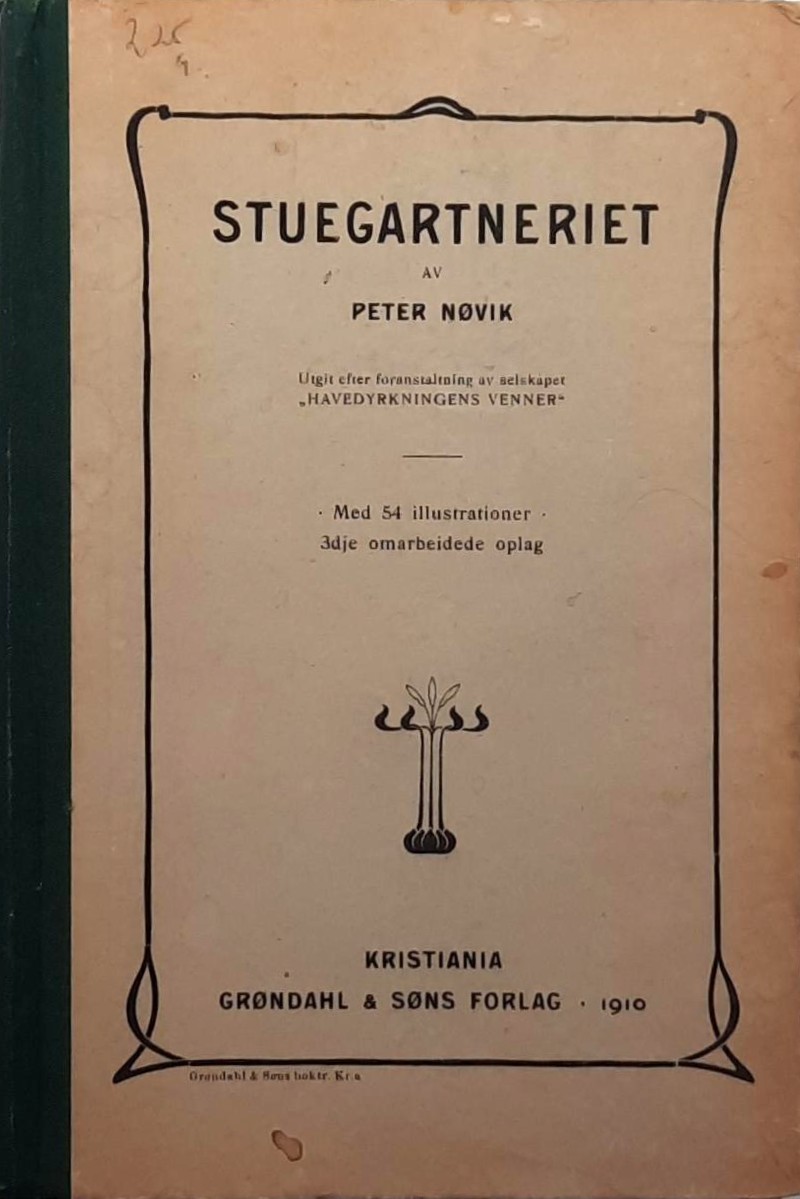 STUEGARTNERIET
AV
PETER NØVIK
Utgit efter foranstaltning av selskapet
„HAVEDYRKNINGENS VENNER“
· Med 54 illustrationer ·
3dje omarbeidede oplag
KRISTIANIA
GRØNDAHL & SØNS FORLAG · 1910
Grøndahl & Søns boktr. Kr.a